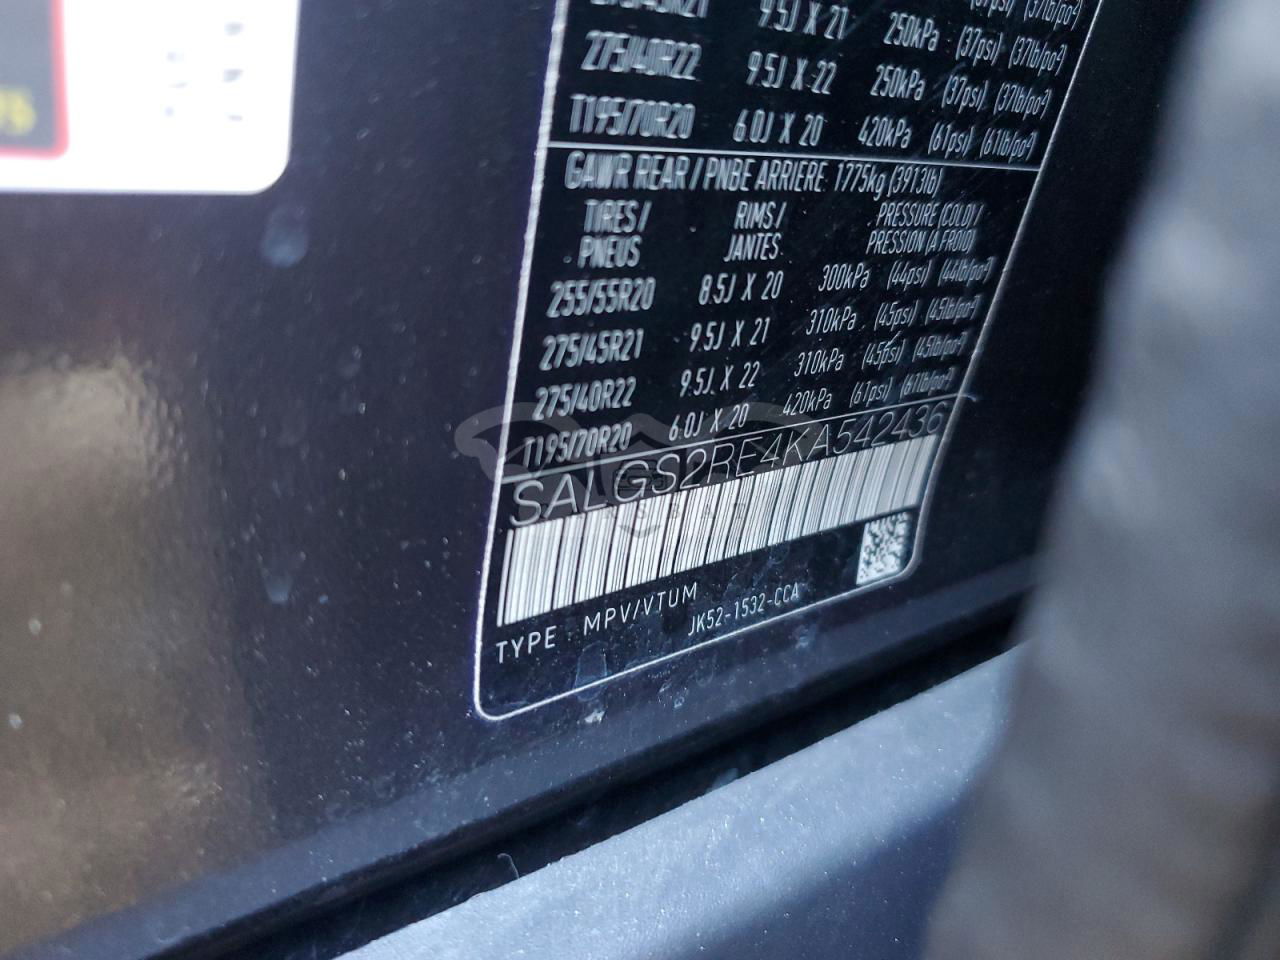 275/45R21 9.5J X 21 250kPa (37psi) (37lb/po²)
275/40R22 9.5J X 22 250kPa (37psi) (37lb/po²)
T195/70R20 6.0J X 20 420kPa (61psi) (61lb/po²)
GAWR REAR / PNBE ARRIERE: 1775kg (3913lb)
TIRES / RIMS / PRESSURE (COLD) /
PNEUS JANTES PRESSION (A FROID)
255/55R20 8.5J X 20 300kPa (44psi) (44lb/po²)
275/45R21 9.5J X 21 310kPa (45psi) (45lb/po²)
275/40R22 9.5J X 22 310kPa (45psi) (45lb/po²)
T195/70R20 6.0J X 20 420kPa (61psi) (61lb/po²)
SALGS2RE4KA542436
TYPE : MPV/VTUM
JK52-1532-CCA